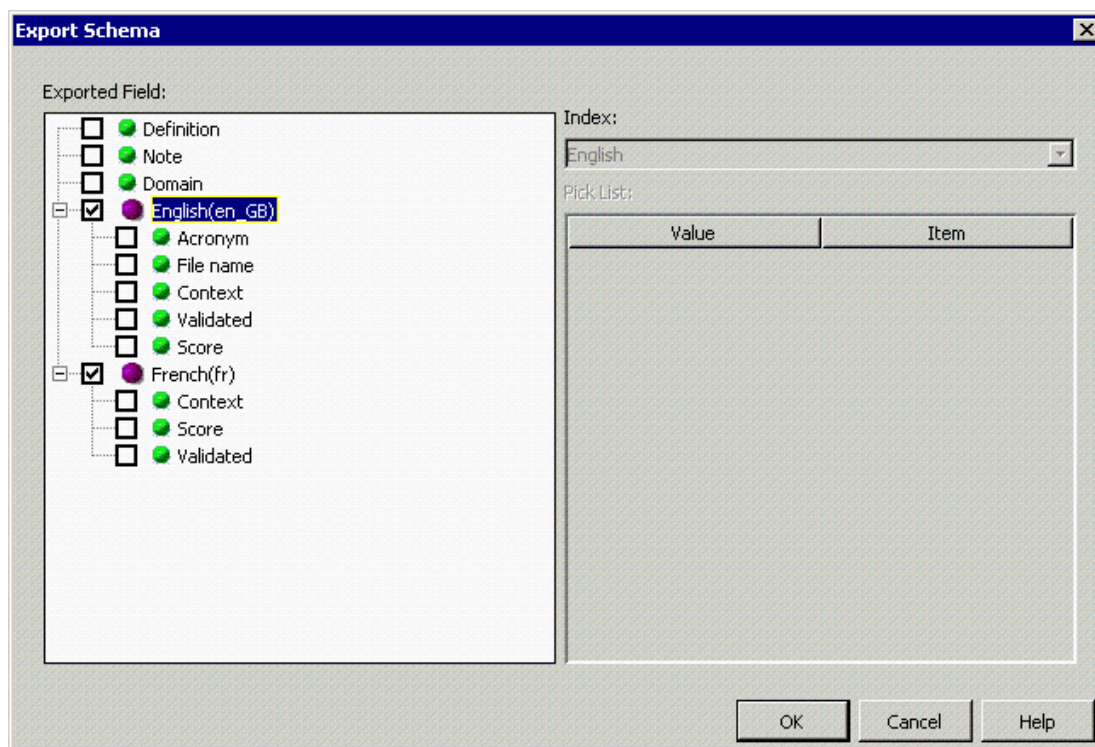 Export Schema
Exported Field:
Definition
Note
Domain
English(en_GB)
Acronym
File name
Context
Validated
Score
French(fr)
Context
Score
Validated
Index:
English
Pick List:
Value Item
OK Cancel Help